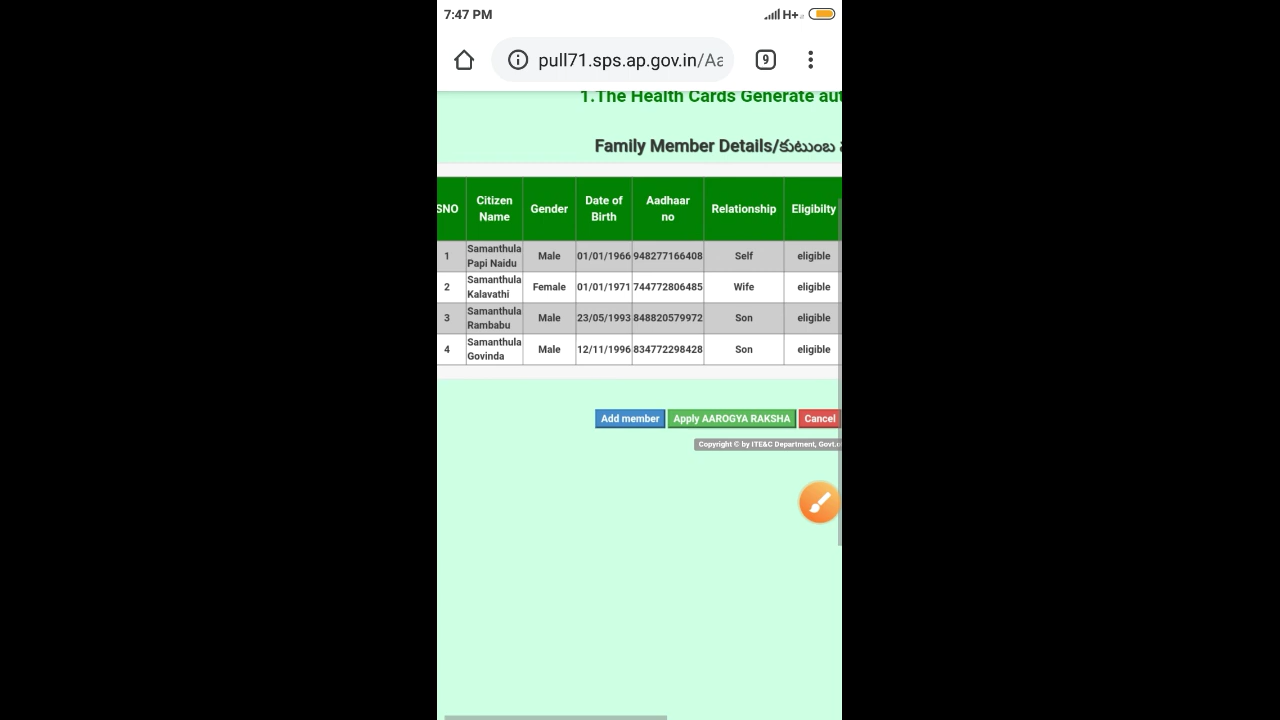 7:47 PM H+
pull71.sps.ap.gov.in/Aa 9
1.The Health Cards Generate aut
Family Member Details/కుటుంబ
SNO Citizen Name Gender Date of Birth Aadhaar no Relationship Eligibilty
1 Samanthula Papi Naidu Male 01/01/1966 948277166408 Self eligible
2 Samanthula Kalavathi Female 01/01/1971 744772806485 Wife eligible
3 Samanthula Rambabu Male 23/05/1993 848820579972 Son eligible
4 Samanthula Govinda Male 12/11/1996 834772298428 Son eligible
Add member Apply AAROGYA RAKSHA Cancel
Copyright © by ITE&C Department, Govt.o